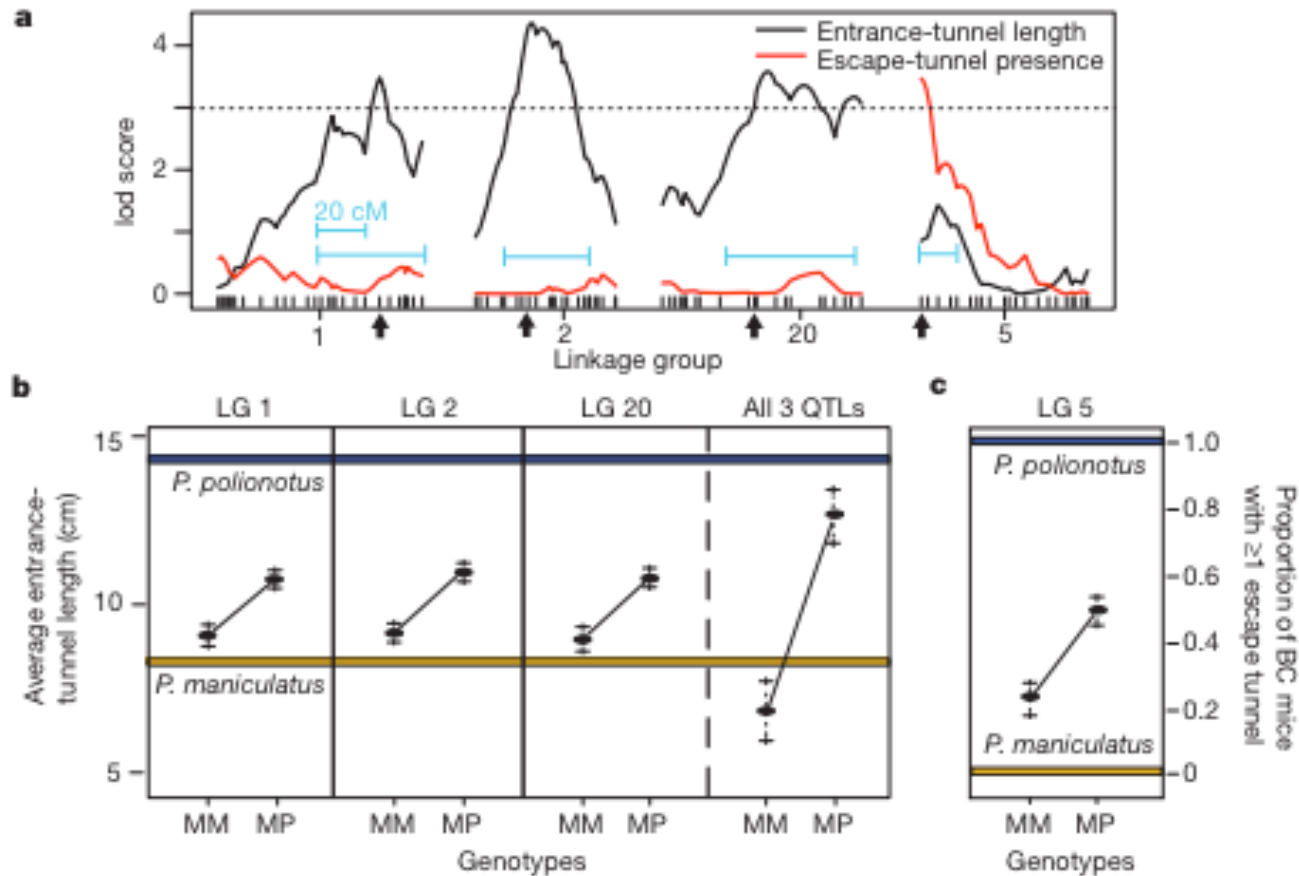 a
Entrance-tunnel length
Escape-tunnel presence
4
2
0
lod score
20 cM
1
2
20
5
Linkage group
b
LG 1
LG 2
LG 20
All 3 QTLs
15
10
5
Average entrance-
tunnel length (cm)
P. polionotus
P. maniculatus
MM
MP
MM
MP
MM
MP
MM
MP
Genotypes
c
LG 5
P. polionotus
P. maniculatus
1.0
0.8
0.6
0.4
0.2
0
Proportion of BC mice
with ≥1 escape tunnel
MM
MP
Genotypes